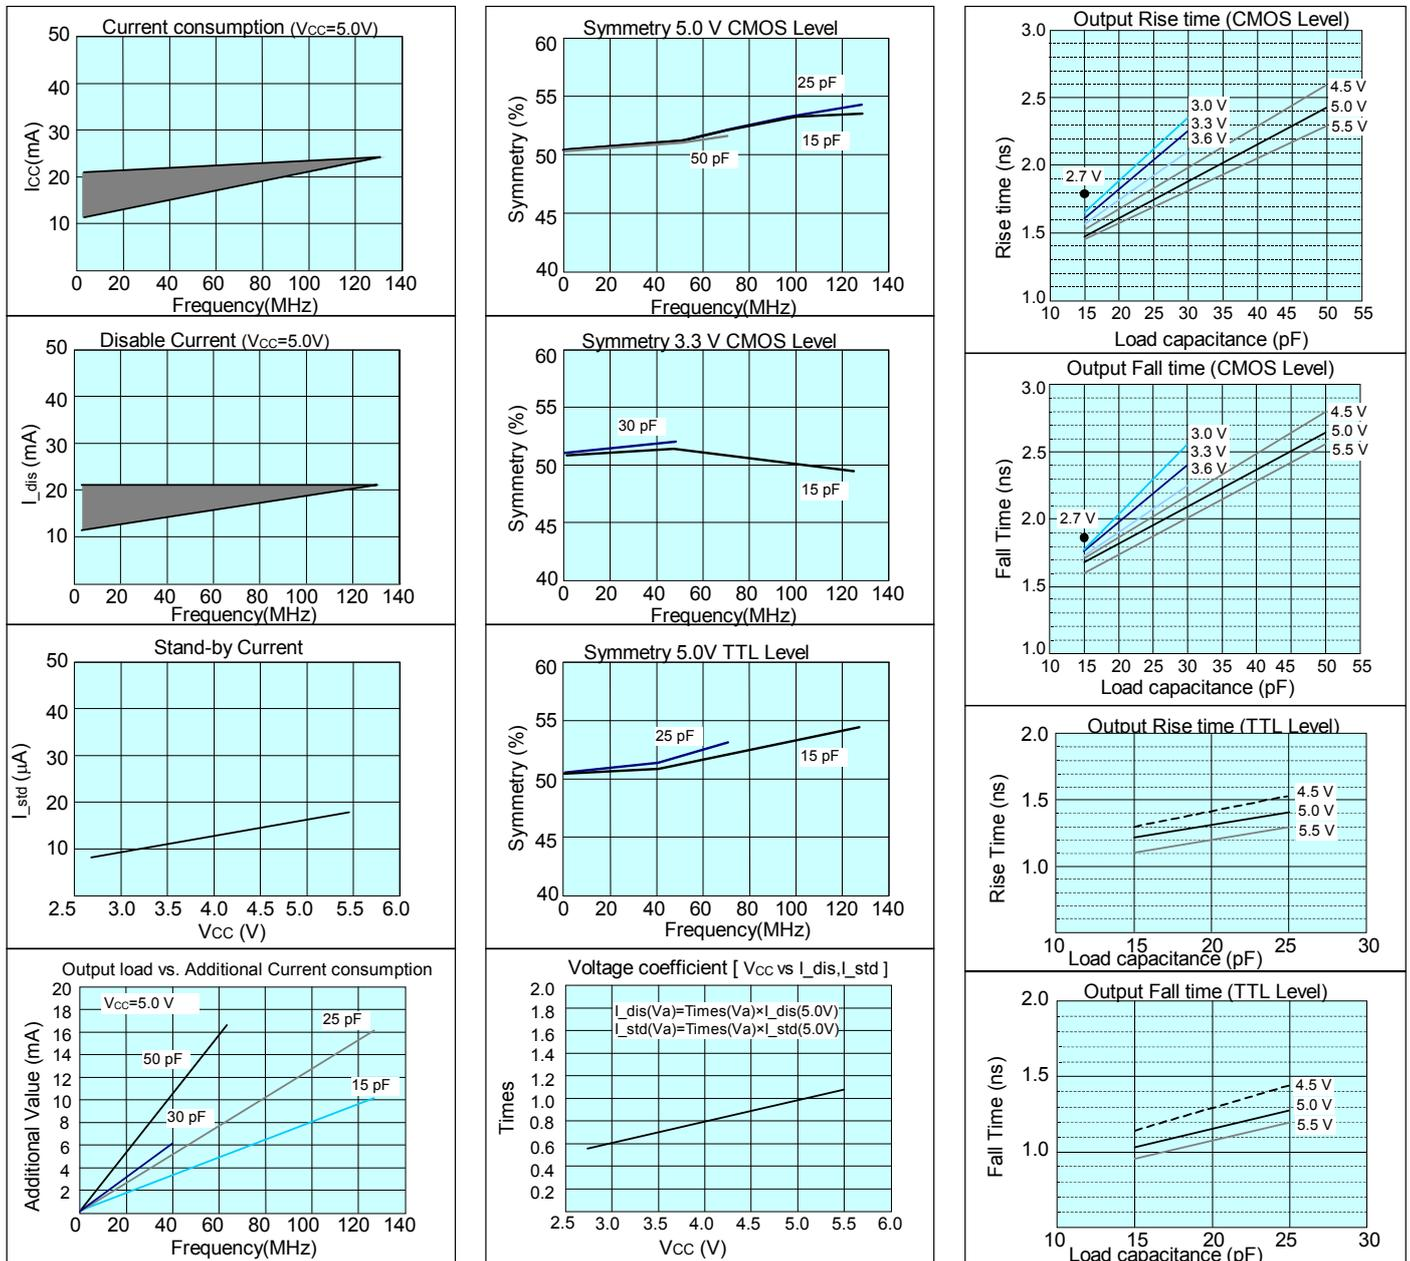 Current consumption (VCC=5.0V)
50
40
30
20
10
ICC(mA)
0 20 40 60 80 100 120 140
Frequency(MHz)
Disable Current (VCC=5.0V)
50
40
30
20
10
I_dis (mA)
0 20 40 60 80 100 120 140
Frequency(MHz)
Stand-by Current
50
40
30
20
10
I_std (µA)
2.5 3.0 3.5 4.0 4.5 5.0 5.5 6.0
VCC (V)
Output load vs. Additional Current consumption
20
18
16
14
12
10
8
6
4
2
Additional Value (mA)
VCC=5.0 V
25 pF
50 pF
15 pF
30 pF
0 20 40 60 80 100 120 140
Frequency(MHz)
Symmetry 5.0 V CMOS Level
60
55
50
45
40
Symmetry (%)
25 pF
15 pF
50 pF
0 20 40 60 80 100 120 140
Frequency(MHz)
Symmetry 3.3 V CMOS Level
60
55
50
45
40
Symmetry (%)
30 pF
15 pF
0 20 40 60 80 100 120 140
Frequency(MHz)
Symmetry 5.0V TTL Level
60
55
50
45
40
Symmetry (%)
25 pF
15 pF
0 20 40 60 80 100 120 140
Frequency(MHz)
Voltage coefficient [ VCC vs I_dis,I_std ]
2.0
1.8
1.6
1.4
1.2
1.0
0.8
0.6
0.4
0.2
Times
I_dis(Va)=Times(Va)×I_dis(5.0V)
I_std(Va)=Times(Va)×I_std(5.0V)
2.5 3.0 3.5 4.0 4.5 5.0 5.5 6.0
VCC (V)
Output Rise time (CMOS Level)
3.0
2.5
2.0
1.5
1.0
Rise time (ns)
4.5 V
5.0 V
5.5 V
3.0 V
3.3 V
3.6 V
2.7 V
10 15 20 25 30 35 40 45 50 55
Load capacitance (pF)
Output Fall time (CMOS Level)
3.0
2.5
2.0
1.5
1.0
Fall Time (ns)
4.5 V
5.0 V
5.5 V
3.0 V
3.3 V
3.6 V
2.7 V
10 15 20 25 30 35 40 45 50 55
Load capacitance (pF)
Output Rise time (TTL Level)
2.0
1.5
1.0
Rise Time (ns)
4.5 V
5.0 V
5.5 V
10 15 20 25 30
Load capacitance (pF)
Output Fall time (TTL Level)
2.0
1.5
1.0
Fall Time (ns)
4.5 V
5.0 V
5.5 V
10 15 20 25 30
Load capacitance (pF)